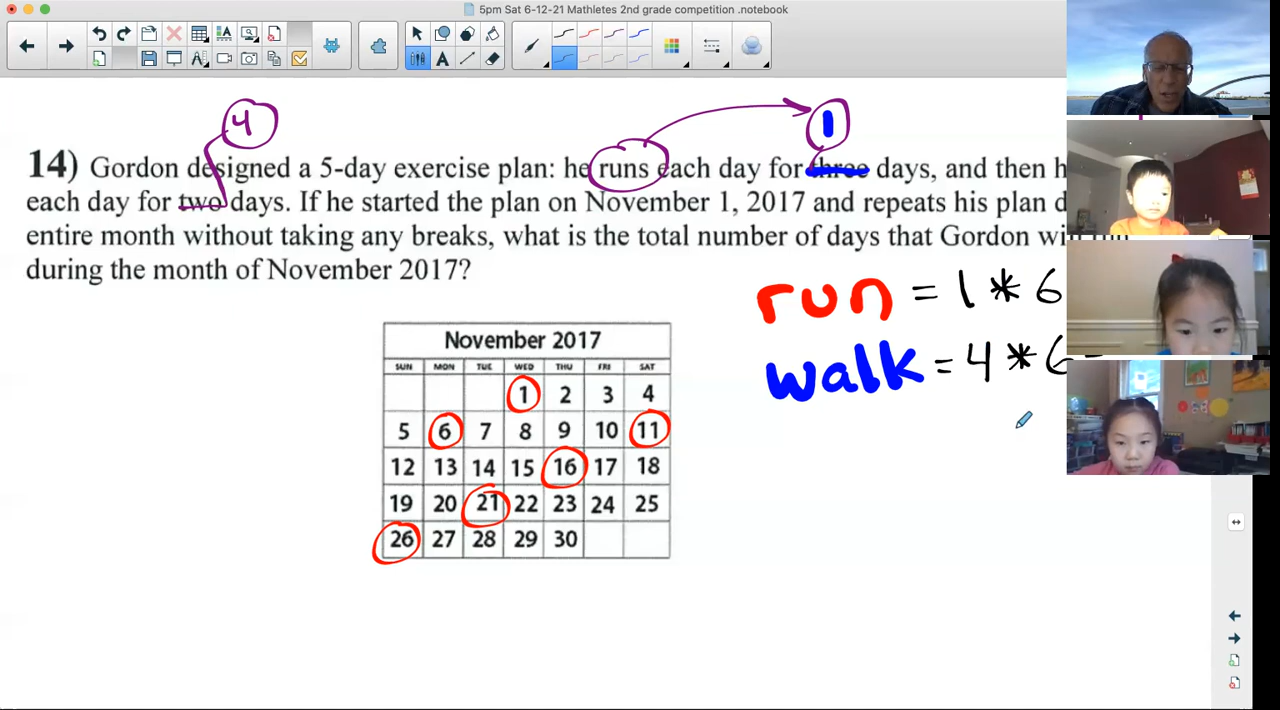 5pm Sat 6-12-21 Mathletes 2nd grade competition .notebook
4
1
14) Gordon designed a 5-day exercise plan: he runs each day for three days, and then h
each day for two days. If he started the plan on November 1, 2017 and repeats his plan d
entire month without taking any breaks, what is the total number of days that Gordon wi
during the month of November 2017?
run = 1 * 6
walk = 4 * 6
November 2017
SUN MON TUE WED THU FRI SAT
1 2 3 4
5 6 7 8 9 10 11
12 13 14 15 16 17 18
19 20 21 22 23 24 25
26 27 28 29 30